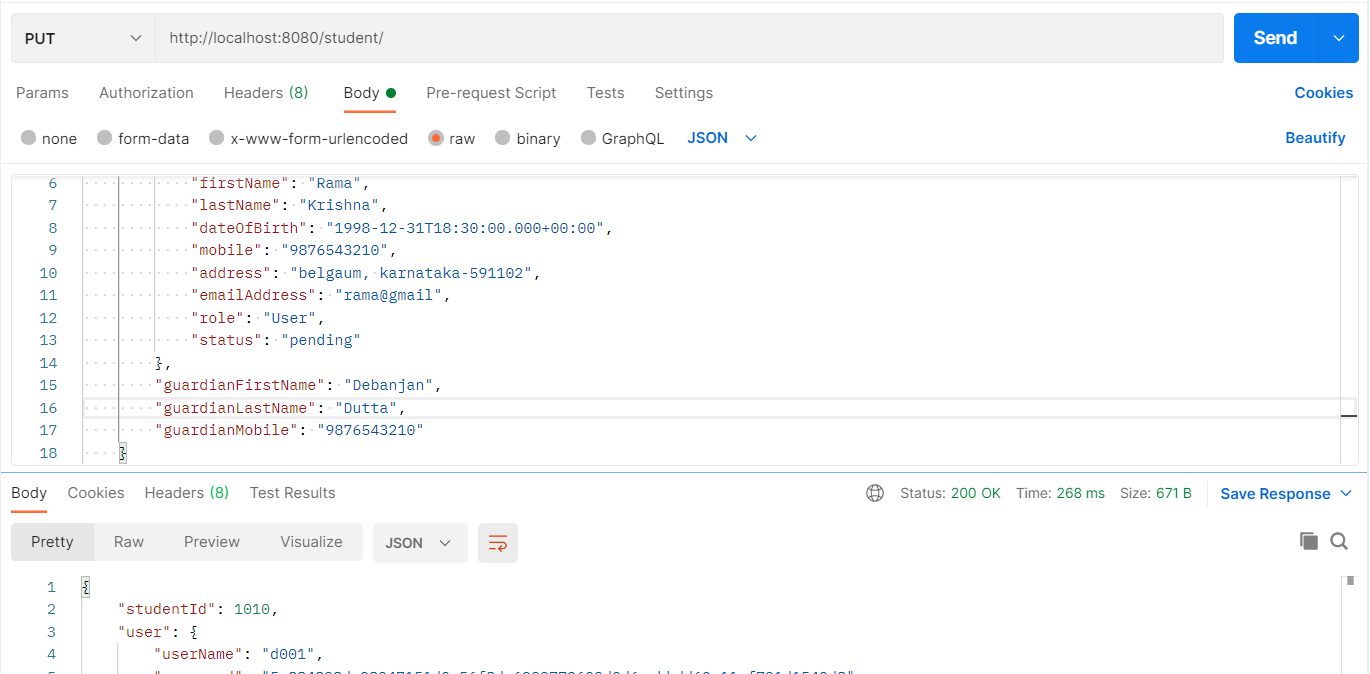 PUT http://localhost:8080/student/ Send
Params Authorization Headers (8) Body Pre-request Script Tests Settings Cookies
none form-data x-www-form-urlencoded raw binary GraphQL JSON Beautify
6 "firstName": "Rama",
7 "lastName": "Krishna",
8 "dateOfBirth": "1998-12-31T18:30:00.000+00:00",
9 "mobile": "9876543210",
10 "address": "belgaum, karnataka-591102",
11 "emailAddress": "rama@gmail",
12 "role": "User",
13 "status": "pending"
14 },
15 "guardianFirstName": "Debanjan",
16 "guardianLastName": "Dutta",
17 "guardianMobile": "9876543210"
18 }
Body Cookies Headers (8) Test Results Status: 200 OK Time: 268 ms Size: 671 B Save Response
Pretty Raw Preview Visualize JSON
1 {
2 "studentId": 1010,
3 "user": {
4 "userName": "d001",